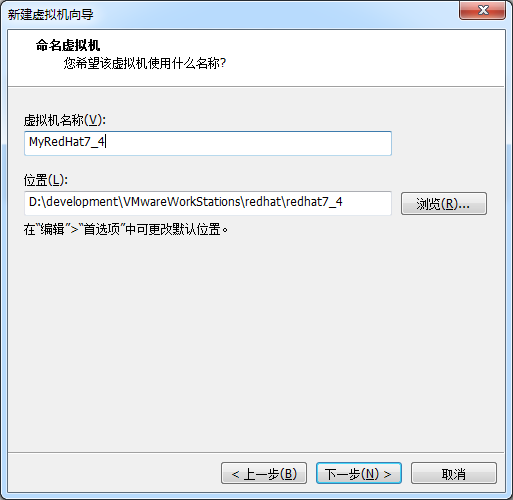 新建虚拟机向导
命名虚拟机
您希望该虚拟机使用什么名称?
虚拟机名称(V):
MyRedHat7_4
位置(L):
D:\development\VMwareWorkStations\redhat\redhat7_4
浏览(R)...
在"编辑">"首选项"中可更改默认位置。
< 上一步(B)
下一步(N) >
取消